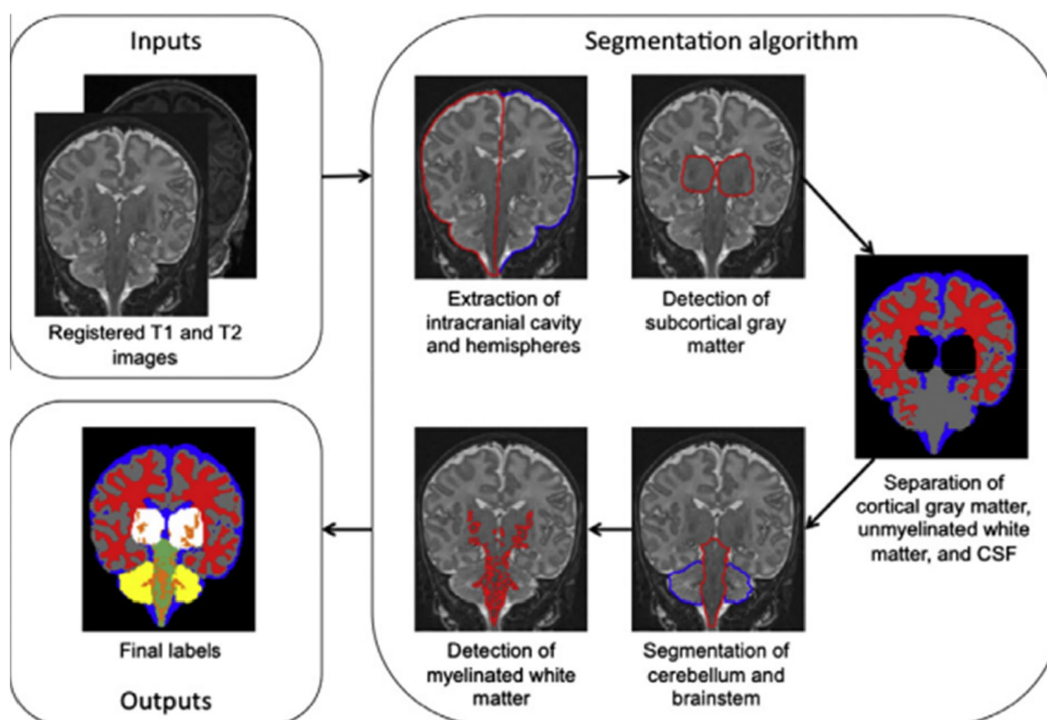 Inputs
Registered T1 and T2
images
Segmentation algorithm
Extraction of
intracranial cavity
and hemispheres
Detection of
subcortical gray
matter
Separation of
cortical gray matter,
unmyelinated white
matter, and CSF
Segmentation of
cerebellum and
brainstem
Detection of
myelinated white
matter
Final labels
Outputs